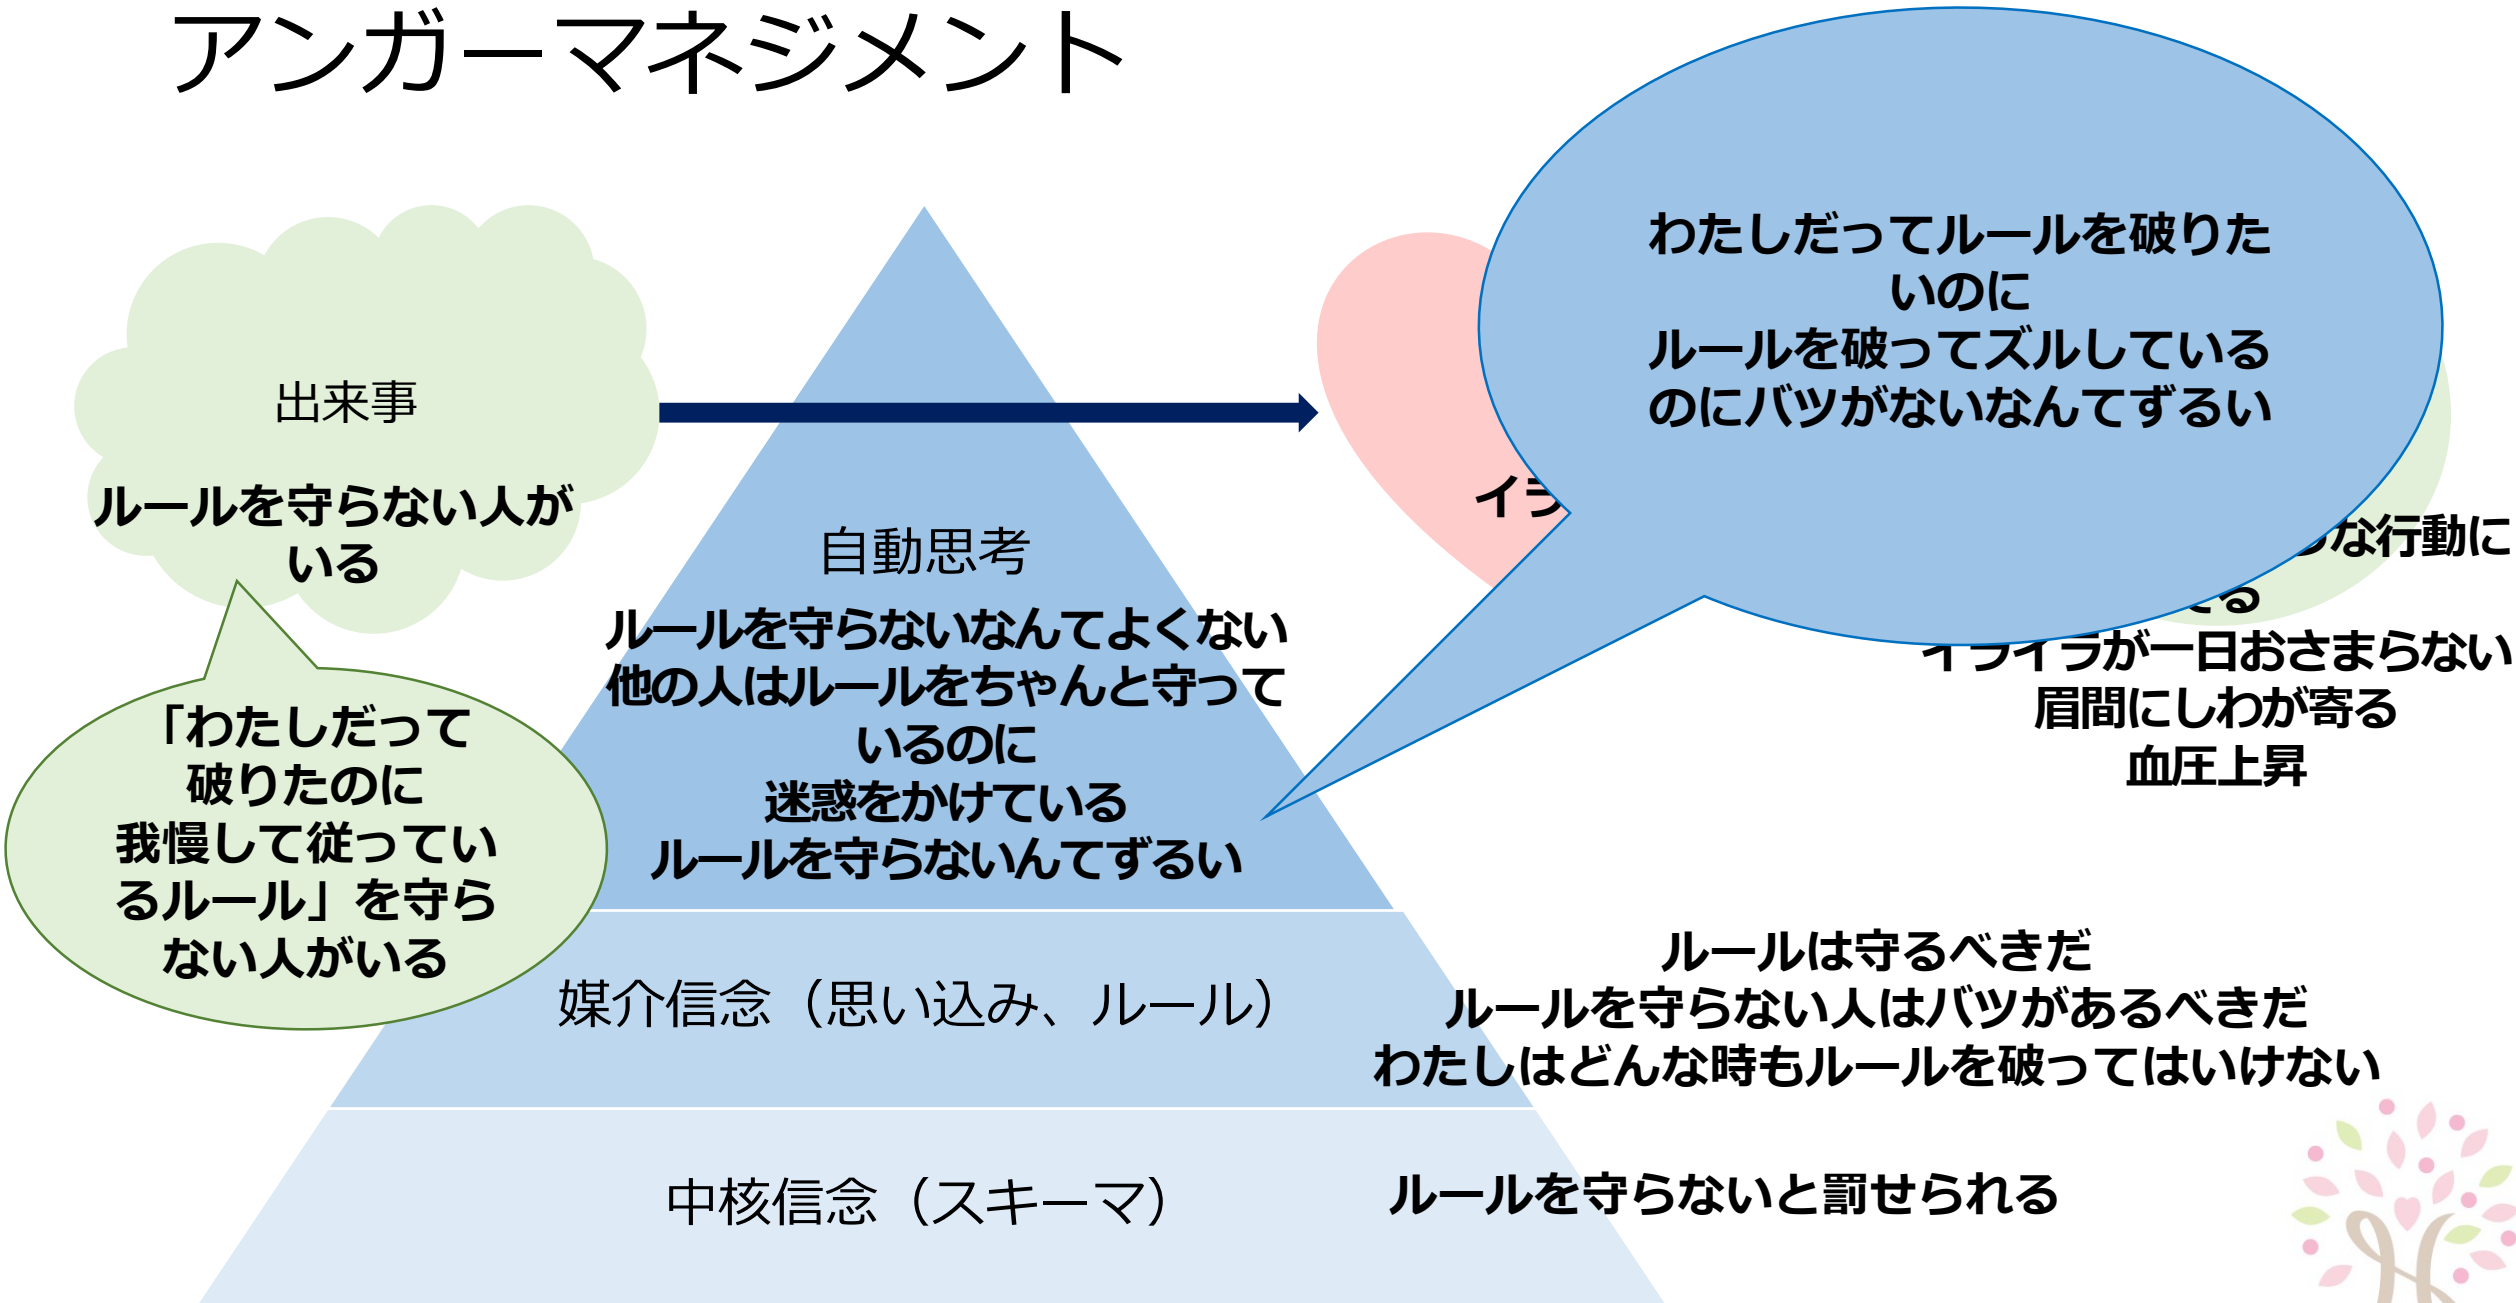 アンガーマネジメント
出来事
ルールを守らない人が
いる
「わたしだって
破りたのに
我慢して従ってい
るルール」を守ら
ない人がいる
自動思考
ルールを守らないなんてよくない
他の人はルールをちゃんと守って
いるのに
迷惑をかけている
ルールを守らないんてずるい
わたしだってルールを破りた
いのに
ルールを破ってズルしている
のにバツがないなんてずるい
イラ
な行動に
る
イライラが一日おさまらない
眉間にしわが寄る
血圧上昇
媒介信念（思い込み、ルール）
ルールは守るべきだ
ルールを守らない人はバツがあるべきだ
わたしはどんな時もルールを破ってはいけない
中核信念（スキーマ）
ルールを守らないと罰せられる